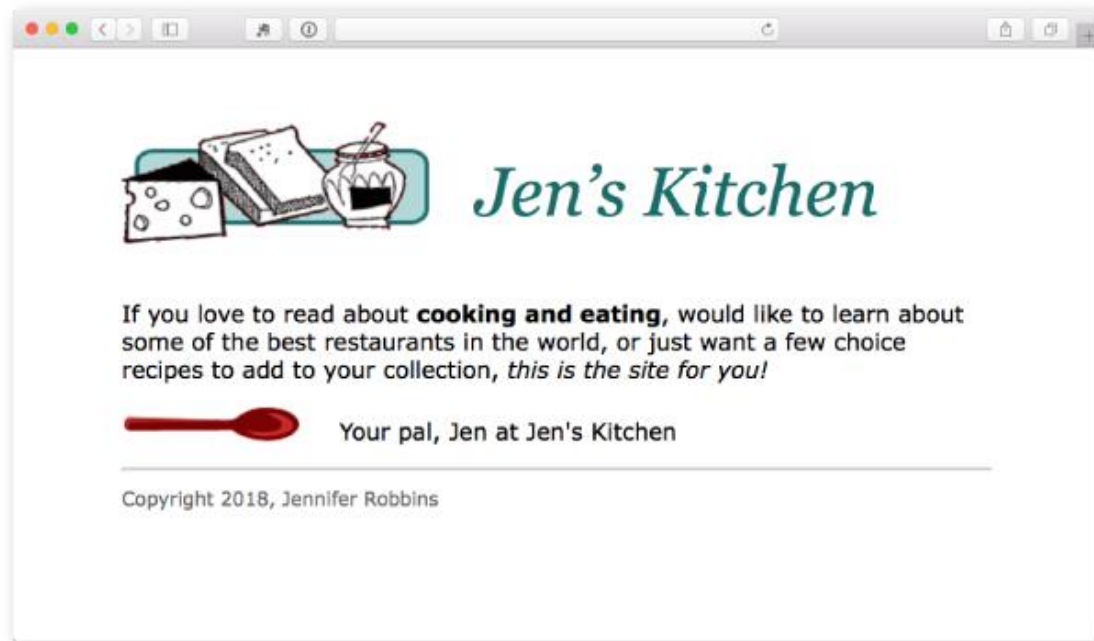 Jen’s Kitchen
If you love to read about cooking and eating, would like to learn about
some of the best restaurants in the world, or just want a few choice
recipes to add to your collection, this is the site for you!
Your pal, Jen at Jen's Kitchen
Copyright 2018, Jennifer Robbins